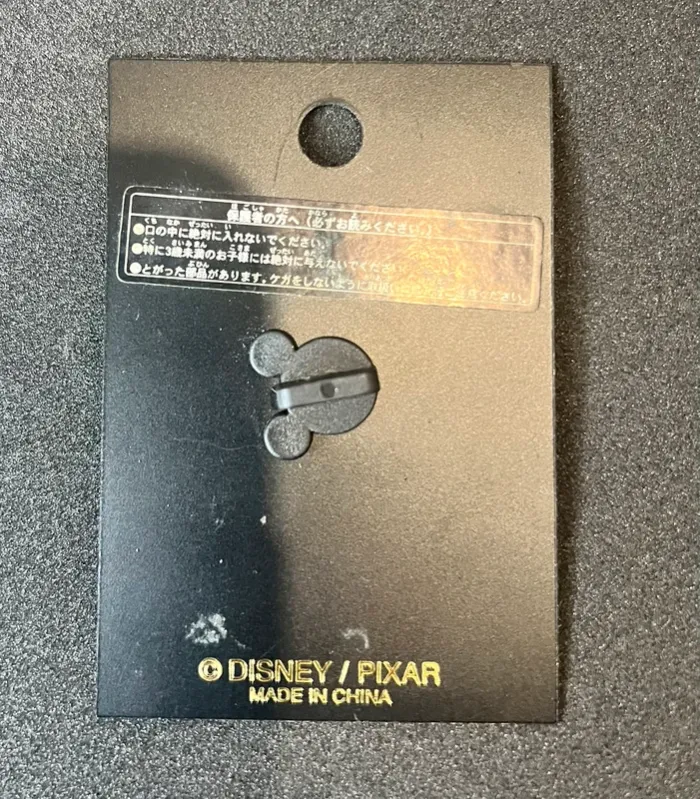 保護者の方へ (必ずお読みください。)
●口の中に絶対に入れないでください。
●特に3歳未満のお子様には絶対に与えないでください
●とがった部品があります。ケガをしないように
© DISNEY / PIXAR
MADE IN CHINA